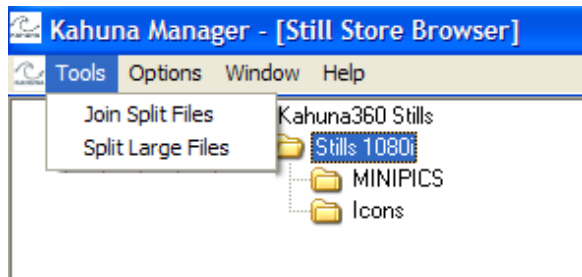 Kahuna Manager - [Still Store Browser]
Tools Options Window Help
Join Split Files
Split Large Files
Kahuna360 Stills
Stills 1080i
MINIPICS
Icons